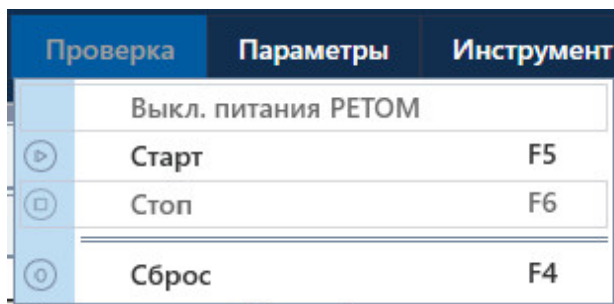 Проверка Параметры Инструмент
Выкл. питания РЕТОМ
Старт F5
Стоп F6
Сброс F4